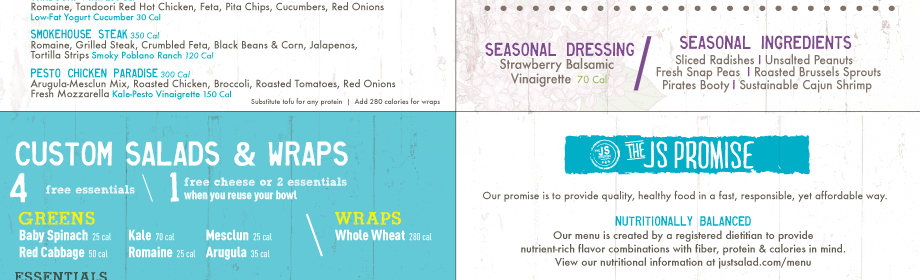 Romaine, Tandoori Red Hot Chicken, Feta, Pita Chips, Cucumbers, Red Onions
Low-Fat Yogurt Cucumber 30 Cal
SMOKEHOUSE STEAK 350 Cal
Romaine, Grilled Steak, Crumbled Feta, Black Beans & Corn, Jalapenos,
Tortilla Strips Smoky Poblano Ranch 120 Cal
PESTO CHICKEN PARADISE 300 Cal
Arugula-Mesclun Mix, Roasted Chicken, Broccoli, Roasted Tomatoes, Red Onions
Fresh Mozzarella Kale-Pesto Vinaigrette 150 Cal
Substitute tofu for any protein | Add 280 calories for wraps
SEASONAL DRESSING
Strawberry Balsamic
Vinaigrette 70 Cal
SEASONAL INGREDIENTS
Sliced Radishes | Unsalted Peanuts
Fresh Snap Peas | Roasted Brussels Sprouts
Pirates Booty | Sustainable Cajun Shrimp
CUSTOM SALADS & WRAPS
4 free essentials
1 free cheese or 2 essentials
when you reuse your bowl
GREENS
Baby Spinach 25 cal Kale 70 cal Mesclun 25 cal
Red Cabbage 50 cal Romaine 25 cal Arugula 35 cal
WRAPS
Whole Wheat 280 cal
ESSENTIALS
JS THE JS PROMISE
Our promise is to provide quality, healthy food in a fast, responsible, yet affordable way.
NUTRITIONALLY BALANCED
Our menu is created by a registered dietitian to provide
nutrient-rich flavor combinations with fiber, protein & calories in mind.
View our nutritional information at justsalad.com/menu